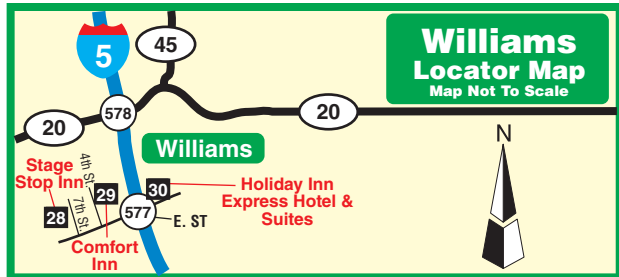 Williams
Locator Map
Map Not To Scale
5
45
578
20
20
N
Williams
Stage
Stop Inn
4th St.
7th St.
28
29
30
577
E. ST
Holiday Inn
Express Hotel &
Suites
Comfort
Inn